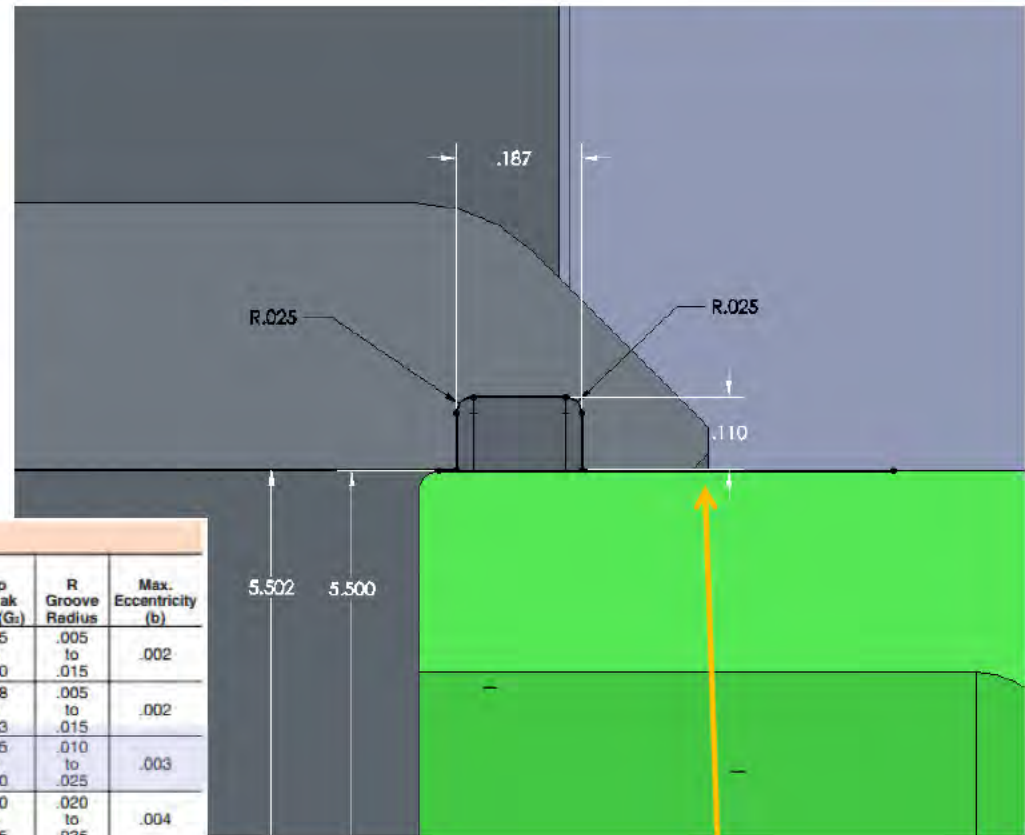 .187
R.025
R.025
.110
5.502
5.500
R
Groove
Radius
Max.
Eccentricity
(b)
.005
to
.015
.002
.005
to
.015
.002
.010
to
.025
.003
.020
to
.004